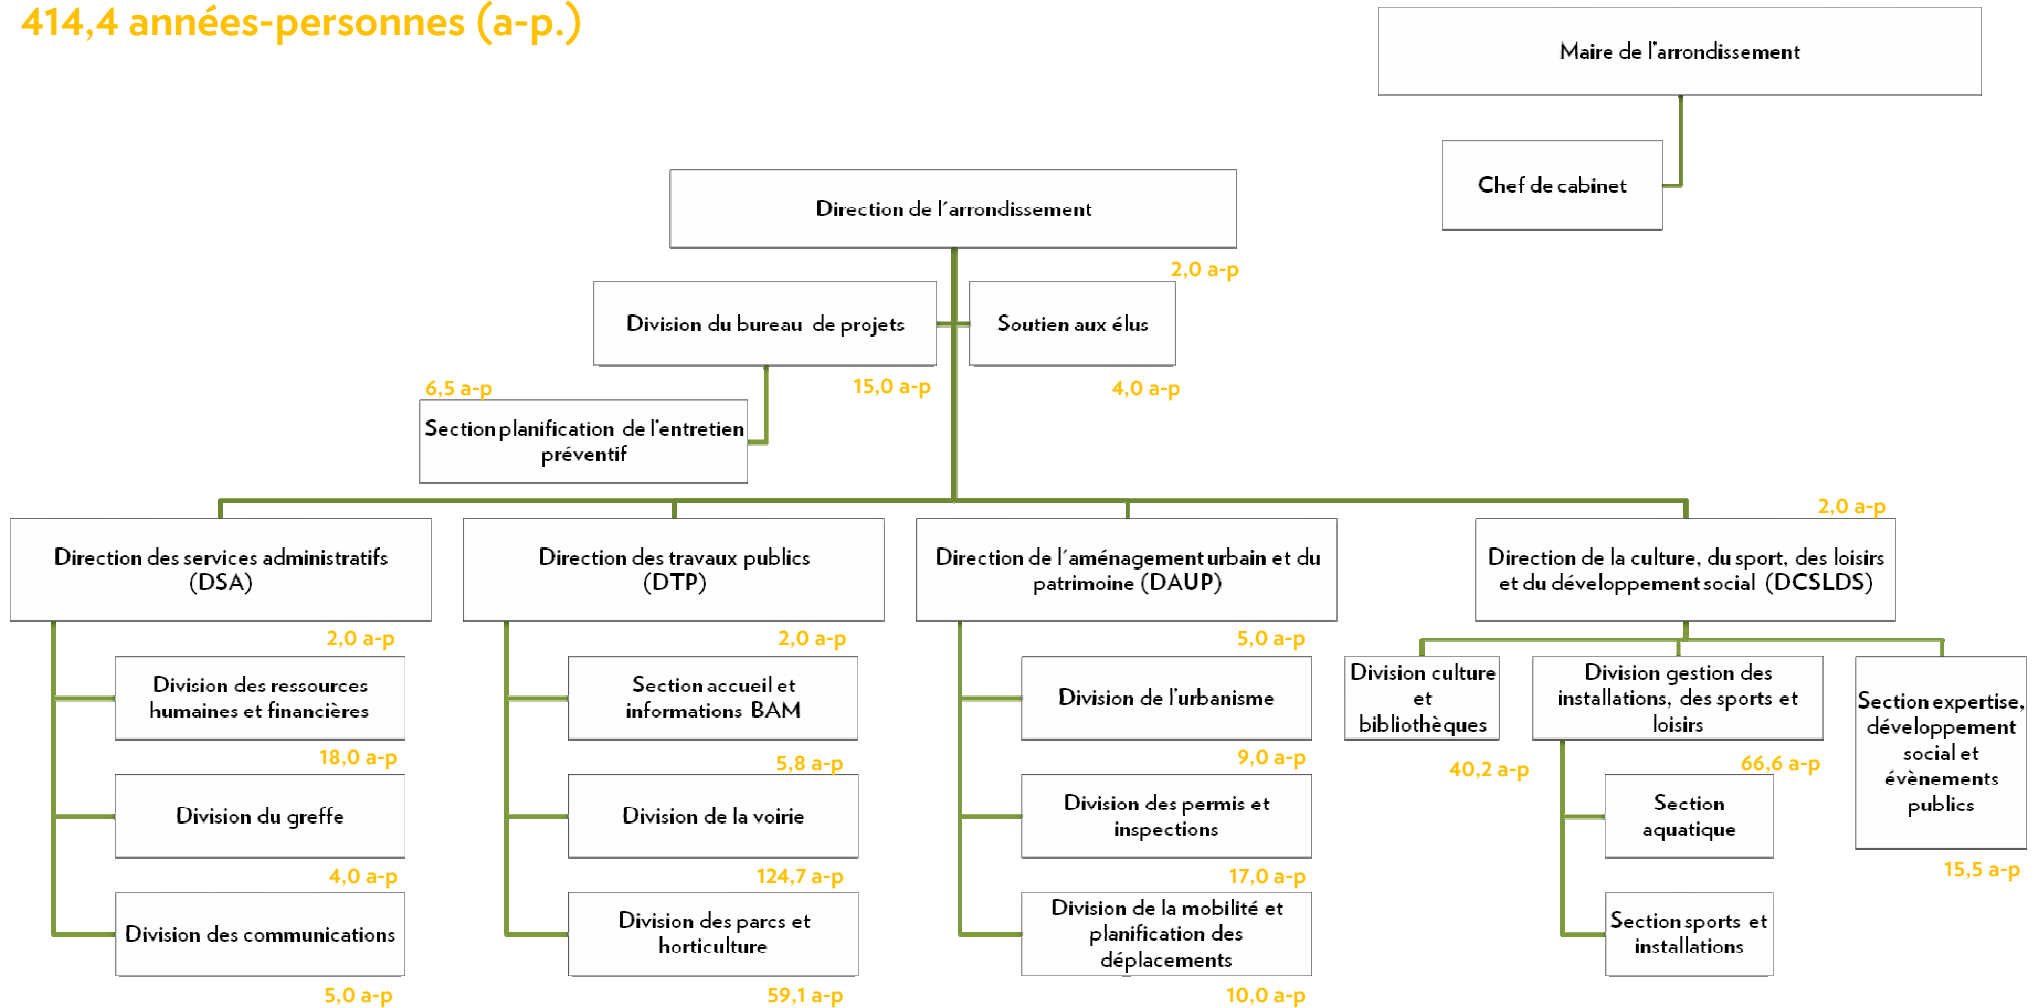 414,4 années-personnes (a-p.)
Maire de l'arrondissement
Chef de cabinet
Direction de l'arrondissement
2,0 a-p
Division du bureau de projets
15,0 a-p
Soutien aux élus
4,0 a-p
6,5 a-p
Section planification de l'entretien
préventif
Direction des services administratifs
(DSA)
2,0 a-p
Division des ressources
humaines et financières
18,0 a-p
Division du greffe
4,0 a-p
Division des communications
5,0 a-p
Direction des travaux publics
(DTP)
2,0 a-p
Section accueil et
informations BAM
5,8 a-p
Division de la voirie
124,7 a-p
Division des parcs et
horticulture
59,1 a-p
Direction de l'aménagement urbain et du
patrimoine (DAUP)
5,0 a-p
Division de l'urbanisme
9,0 a-p
Division des permis et
inspections
17,0 a-p
Division de la mobilité et
planification des
déplacements
10,0 a-p
2,0 a-p
Direction de la culture, du sport, des loisirs
et du développement social (DCSLDS)
Division culture
et
bibliothèques
40,2 a-p
Division gestion des
installations, des sports et
loisirs
66,6 a-p
Section
aquatique
Section sports et
installations
Section expertise,
développement
social et
évènements
publics
15,5 a-p